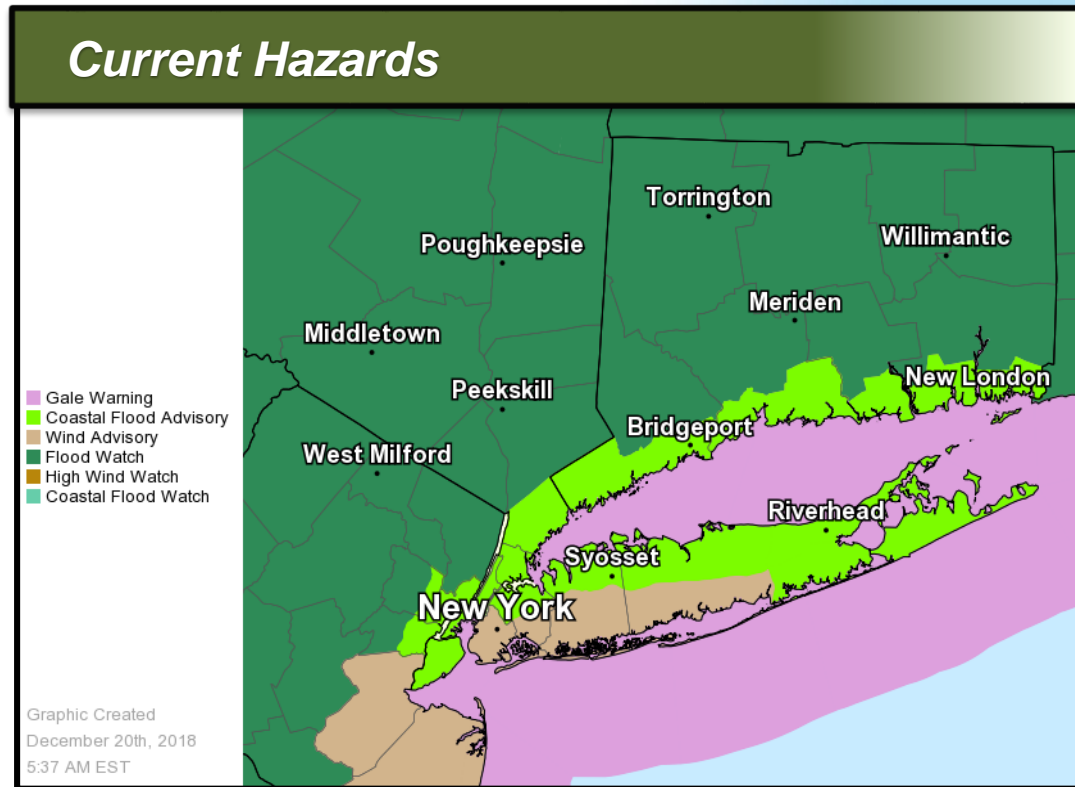 Current Hazards
Torrington
Willimantic
Poughkeepsie
Meriden
Middletown
New London
Peekskill
Gale Warning
Coastal Flood Advisory
Wind Advisory
Flood Watch
High Wind Watch
Coastal Flood Watch
Bridgeport
West Milford
Riverhead
Syosset
New York
Graphic Created
December 20th, 2018
5:37 AM EST